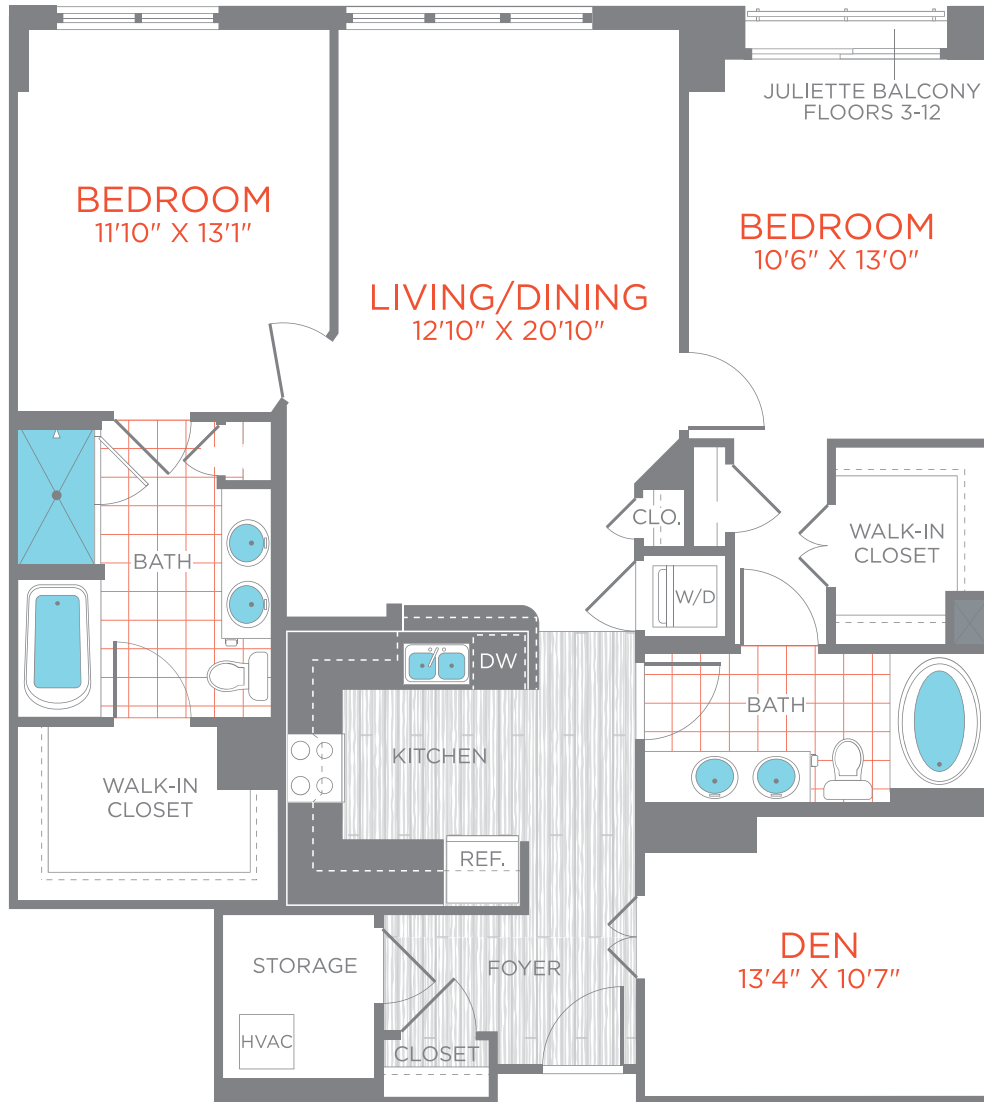 JULIETTE BALCONY
FLOORS 3-12
BEDROOM
11'10" X 13'1"
BEDROOM
10'6" X 13'0"
LIVING/DINING
12'10" X 20'10"
CLO.
WALK-IN
CLOSET
BATH
W/D
DW
BATH
KITCHEN
WALK-IN
CLOSET
REF.
DEN
13'4" X 10'7"
STORAGE
FOYER
HVAC
CLOSET